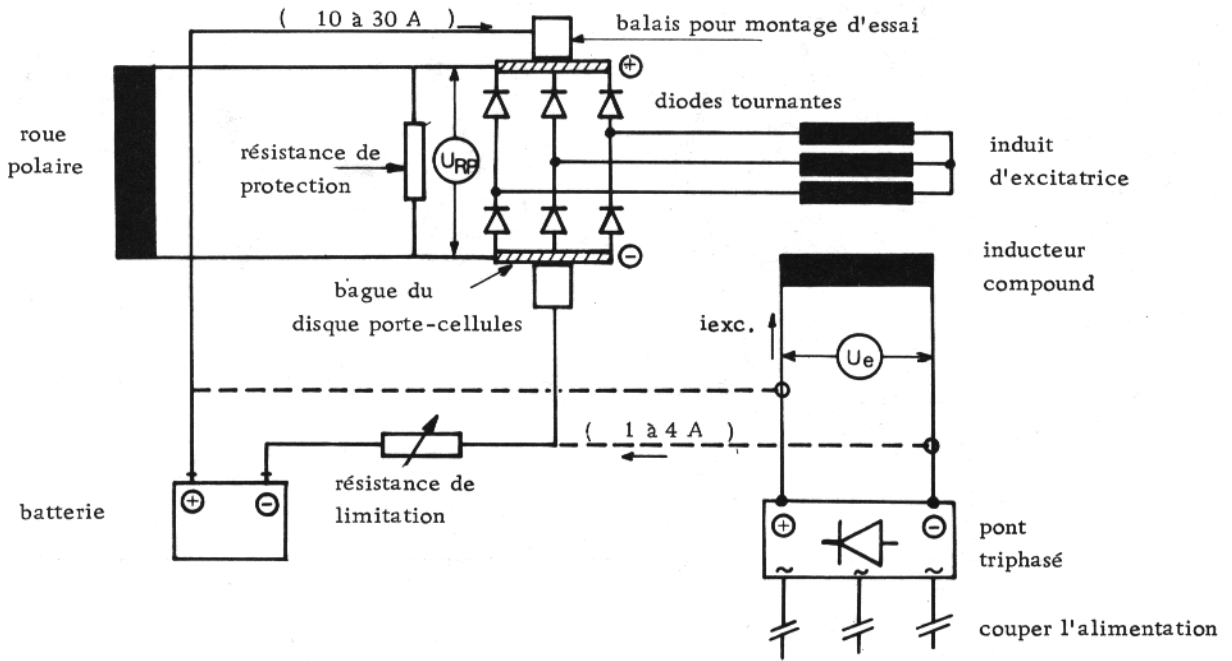 ( 10 à 30 A )
balais pour montage d'essai
+
diodes tournantes
roue
polaire
résistance de
protection
URP
induit
d'excitatrice
−
bague du
disque porte-cellules
inducteur
compound
iexc.
Ue
( 1 à 4 A )
+
−
batterie
résistance de
limitation
+
−
~
~
~
pont
triphasé
couper l'alimentation